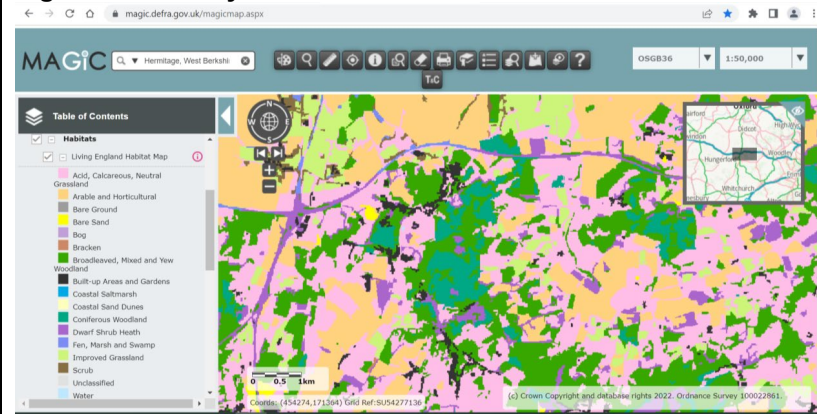 magic.defra.gov.uk/magicmap.aspx
MAGiC
Hermitage, West Berkshi
OSGB36
1:50,000
T&C
Table of Contents
Habitats
Living England Habitat Map
Acid, Calcareous, Neutral
Grassland
Arable and Horticultural
Bare Ground
Bare Sand
Bog
Bracken
Broadleaved, Mixed and Yew
Woodland
Built-up Areas and Gardens
Coastal Saltmarsh
Coastal Sand Dunes
Coniferous Woodland
Dwarf Shrub Heath
Fen, Marsh and Swamp
Improved Grassland
Scrub
Unclassified
Water
N
W
E
S
Oxford
Didcot
Hungerfo
Woodley
Whitchurch
0 0.5 1km
Coords: (454274,171364) Grid Ref:SU54277136
(c) Crown Copyright and database rights 2022. Ordnance Survey 100022861.